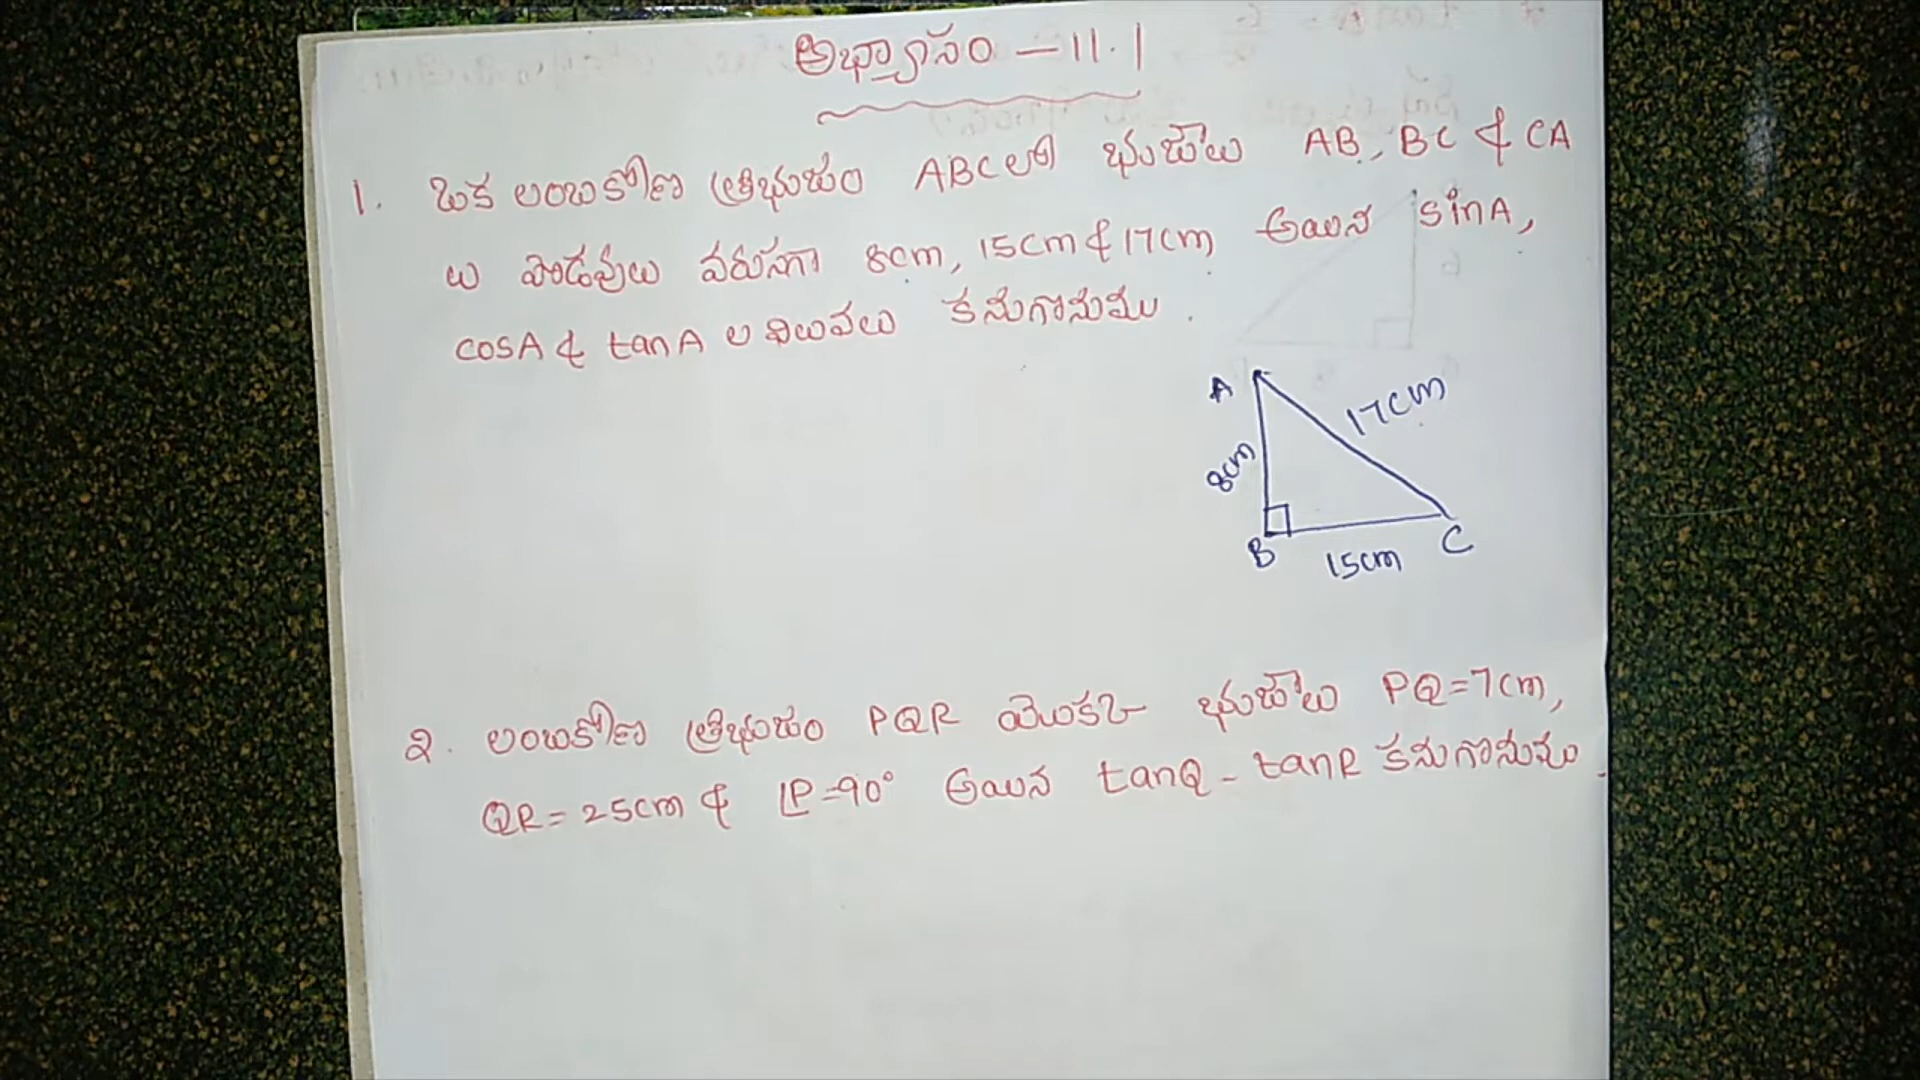 అభ్యాసం - 11.1
1. ఒక లంబకోణ త్రిభుజం ABC లో భుజాలు AB, BC & CA
ల పొడవులు వరుసగా 8cm, 15cm & 17cm అయిన sinA,
cosA & tanA ల విలువలు కనుగొనుము.
A
17cm
8cm
B
15cm
C
2. లంబకోణ త్రిభుజం PQR యొక్క భుజాలు PQ=7cm,
QR = 25cm & ∠P=90° అయిన tanQ - tanR కనుగొనుము.